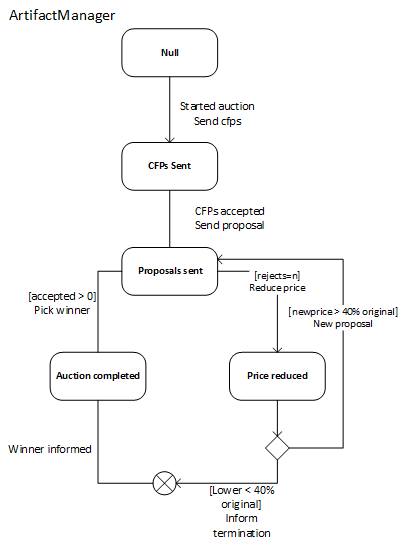 ArtifactManager
Null
Started auction
Send cfps
CFPs Sent
CFPs accepted
Send proposal
Proposals sent
[rejects=n]
Reduce price
[accepted > 0]
Pick winner
[newprice > 40% original]
New proposal
Auction completed
Price reduced
Winner informed
[Lower < 40%
original]
Inform
termination